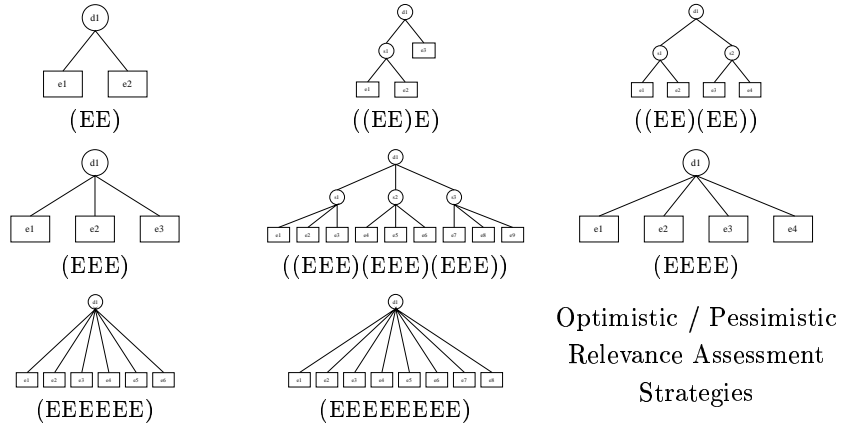 d1
e1 e2
(EE)
d1
s1 e3
e1 e2
((EE)E)
d1
s1 s2
e1 e2 e3 e4
((EE)(EE))
d1
e1 e2 e3
(EEE)
d1
s1 s2 s3
e1 e2 e3 e4 e5 e6 e7 e8 e9
((EEE)(EEE)(EEE))
d1
e1 e2 e3 e4
(EEEE)
d1
e1 e2 e3 e4 e5 e6
(EEEEEE)
d1
e1 e2 e3 e4 e5 e6 e7 e8
(EEEEEEEE)
Optimistic / Pessimistic
Relevance Assessment
Strategies